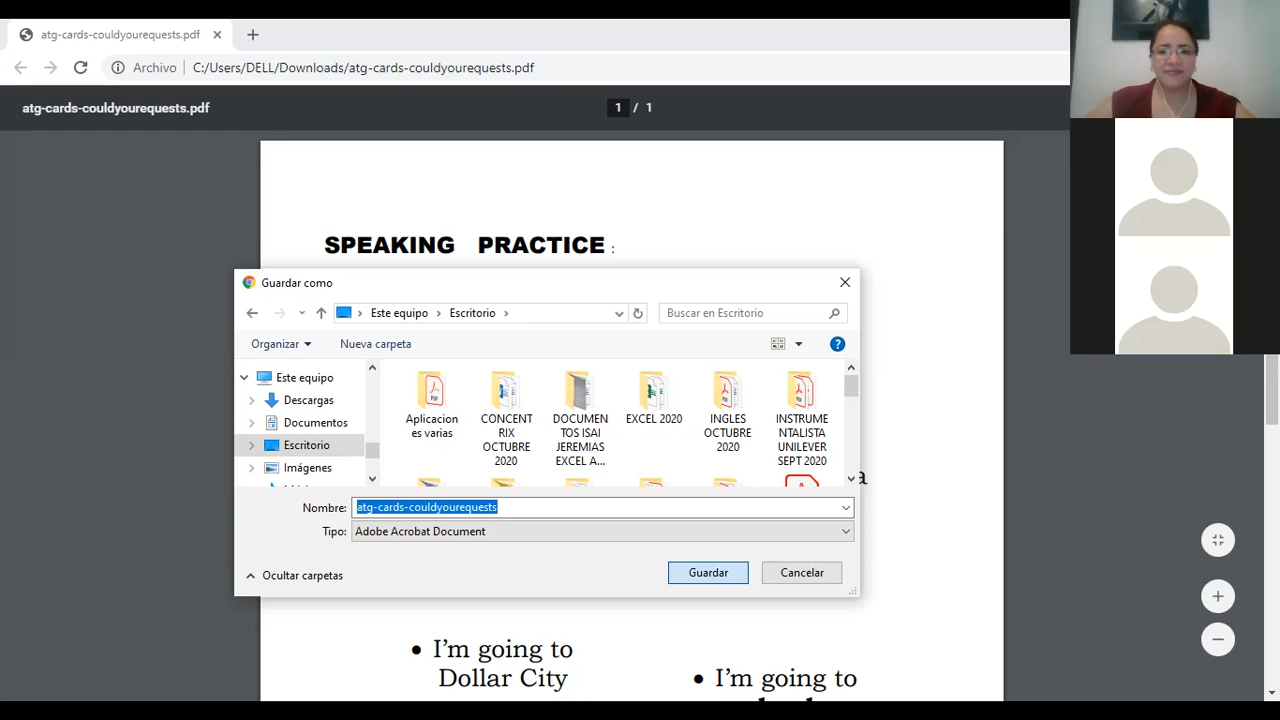 atg-cards-couldyourequests.pdf
Archivo
C:/Users/DELL/Downloads/atg-cards-couldyourequests.pdf
atg-cards-couldyourequests.pdf
1 / 1
SPEAKING PRACTICE :
Guardar como
Este equipo
Escritorio
Buscar en Escritorio
Organizar
Nueva carpeta
Este equipo
Descargas
Documentos
Escritorio
Imágenes
Aplicacion
es varias
CONCENT
RIX
OCTUBRE
2020
DOCUMEN
TOS ISAI
JEREMIAS
EXCEL A...
EXCEL 2020
INGLES
OCTUBRE
2020
INSTRUME
NTALISTA
UNILEVER
SEPT 2020
a
Nombre:
atg-cards-couldyourequests
Tipo:
Adobe Acrobat Document
Ocultar carpetas
Guardar
Cancelar
• I'm going to
Dollar City
• I'm going to